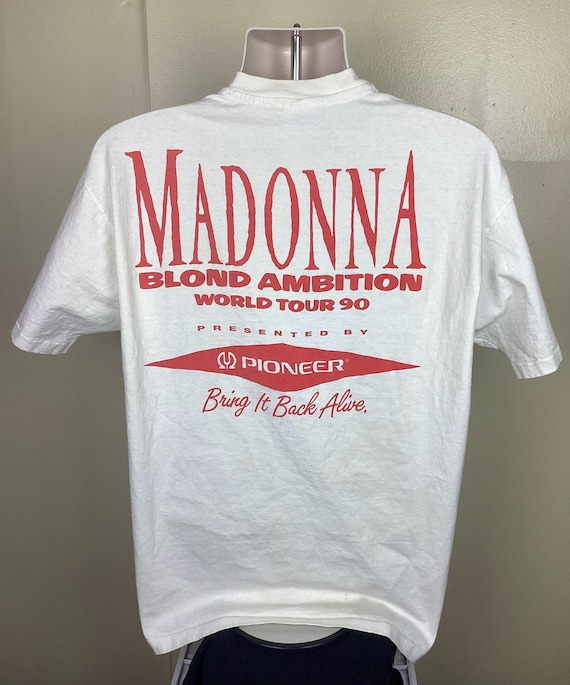 MADONNA
BLOND AMBITION
WORLD TOUR 90
PRESENTED BY
PIONEER®
Bring It Back Alive.